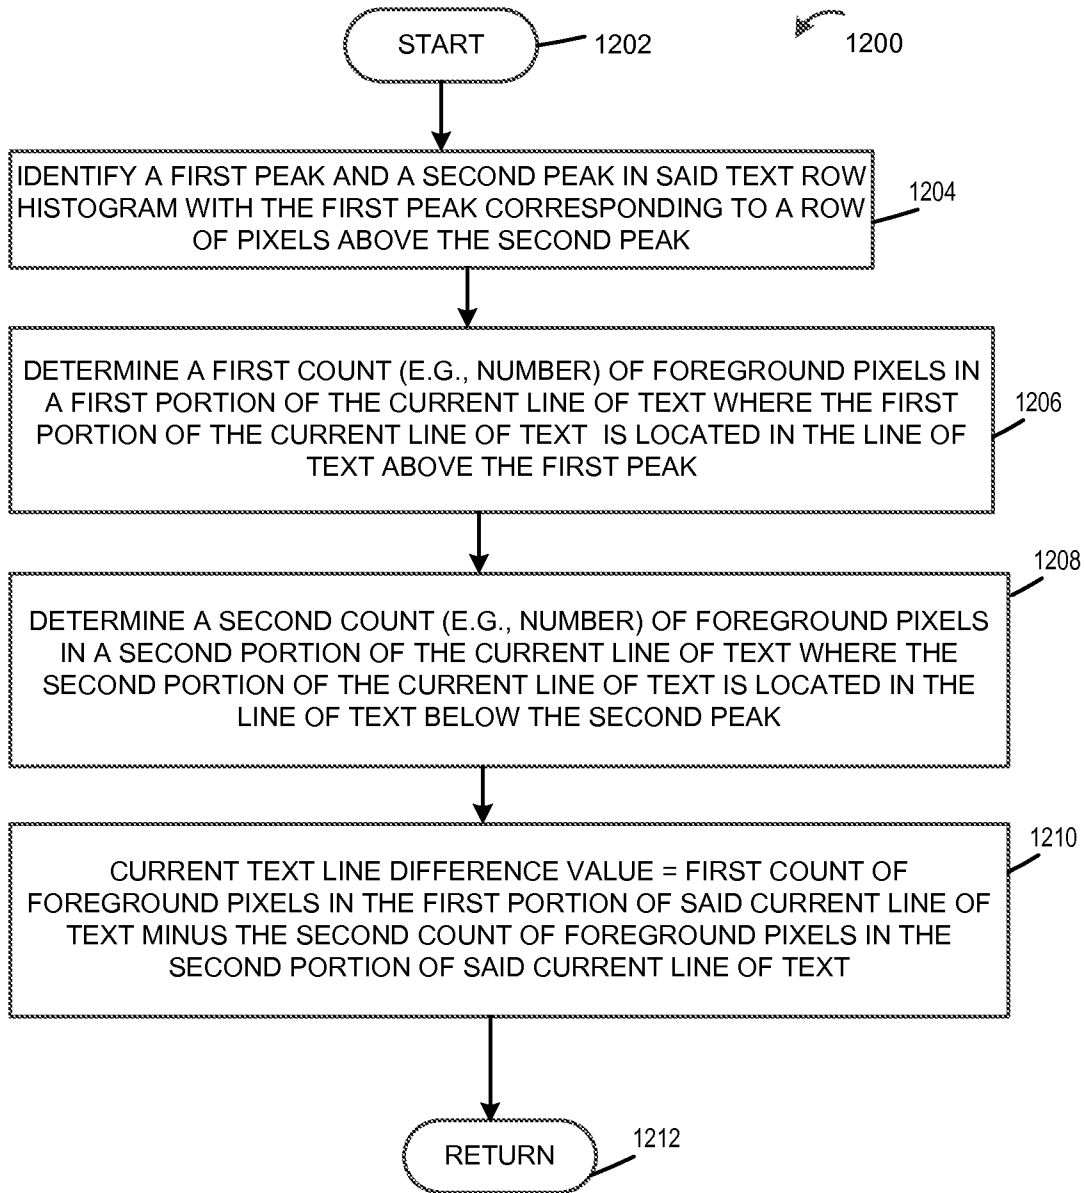 START
1202
1200
IDENTIFY A FIRST PEAK AND A SECOND PEAK IN SAID TEXT ROW
HISTOGRAM WITH THE FIRST PEAK CORRESPONDING TO A ROW
OF PIXELS ABOVE THE SECOND PEAK
1204
DETERMINE A FIRST COUNT (E.G., NUMBER) OF FOREGROUND PIXELS IN
A FIRST PORTION OF THE CURRENT LINE OF TEXT WHERE THE FIRST
PORTION OF THE CURRENT LINE OF TEXT IS LOCATED IN THE LINE OF
TEXT ABOVE THE FIRST PEAK
1206
1208
DETERMINE A SECOND COUNT (E.G., NUMBER) OF FOREGROUND PIXELS
IN A SECOND PORTION OF THE CURRENT LINE OF TEXT WHERE THE
SECOND PORTION OF THE CURRENT LINE OF TEXT IS LOCATED IN THE
LINE OF TEXT BELOW THE SECOND PEAK
1210
CURRENT TEXT LINE DIFFERENCE VALUE = FIRST COUNT OF
FOREGROUND PIXELS IN THE FIRST PORTION OF SAID CURRENT LINE OF
TEXT MINUS THE SECOND COUNT OF FOREGROUND PIXELS IN THE
SECOND PORTION OF SAID CURRENT LINE OF TEXT
RETURN
1212